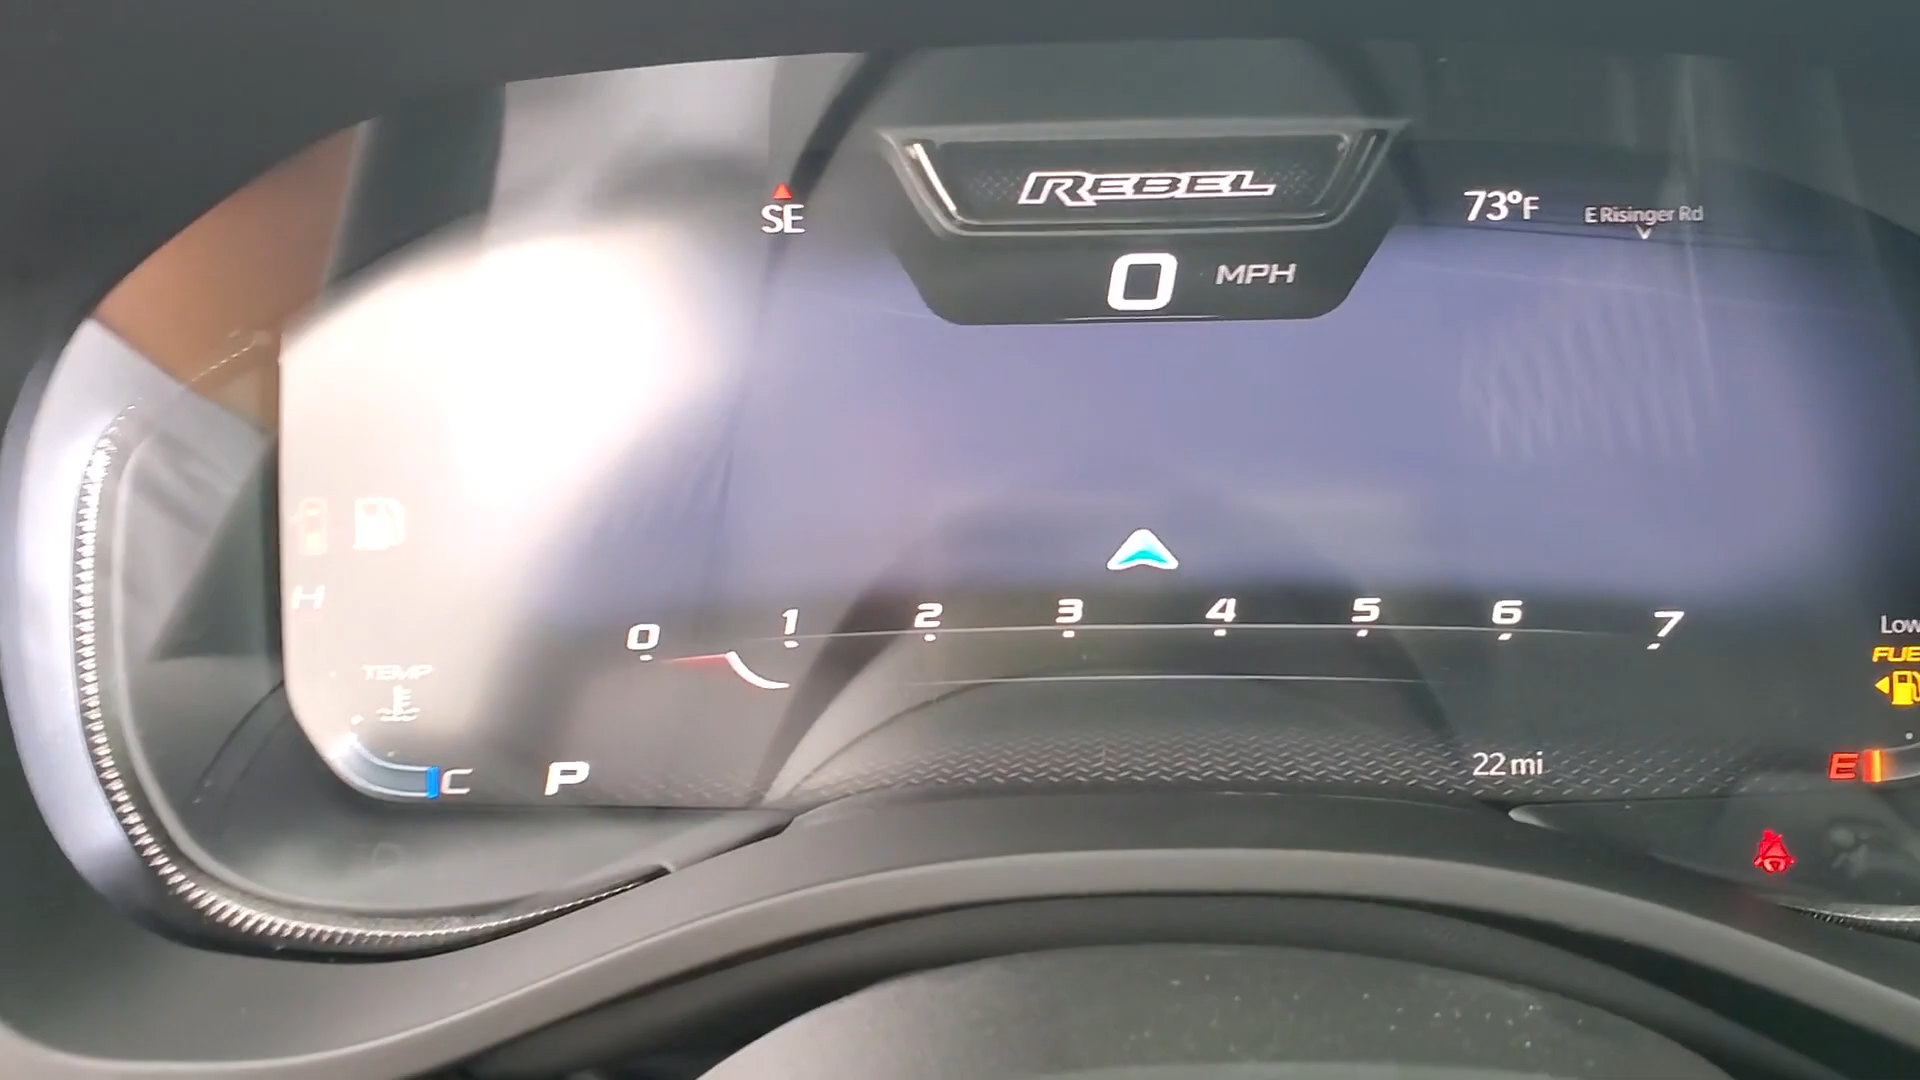 REBEL
SE
73°F
E Risinger Rd
0 MPH
H
0 1 2 3 4 5 6 7
Low
TEMP
C
P
22 mi
E